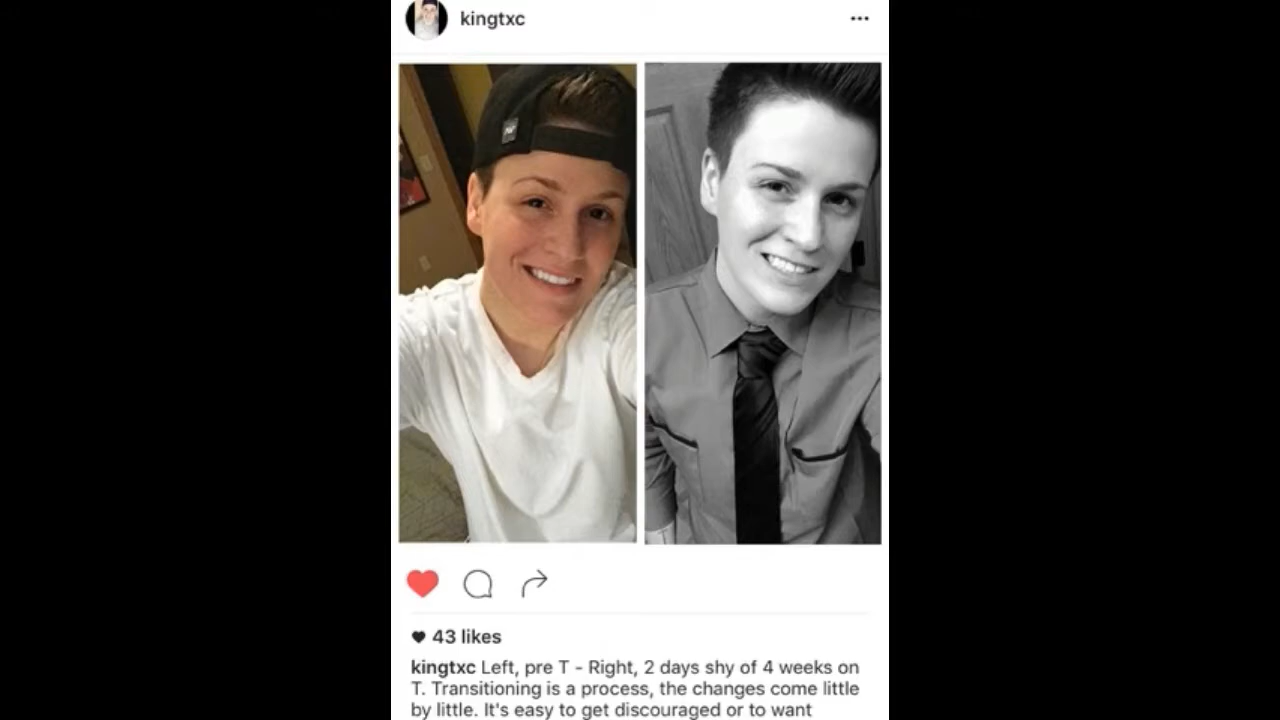 kingtxc
43 likes
kingtxc Left, pre T - Right, 2 days shy of 4 weeks on
T. Transitioning is a process, the changes come little
by little. It's easy to get discouraged or to want